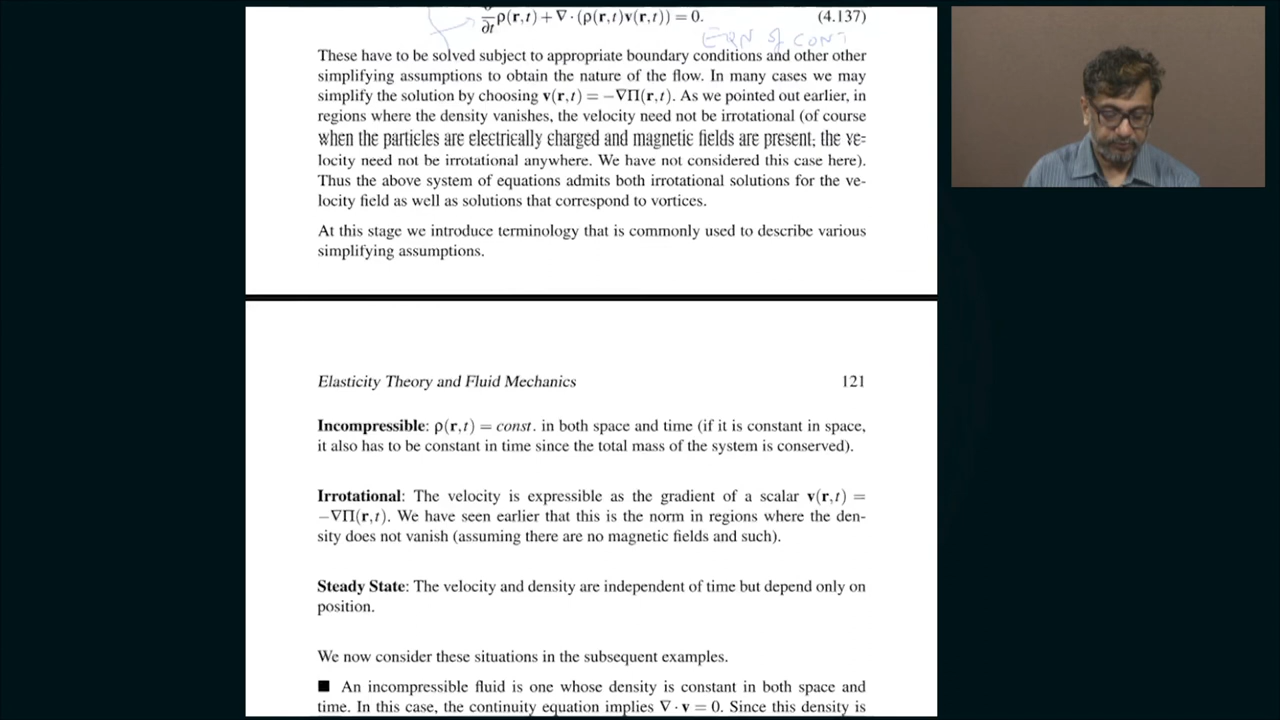 ∂/∂t ρ(r,t) + ∇ · (ρ(r,t)v(r,t)) = 0. (4.137)
EQN of CONT
These have to be solved subject to appropriate boundary conditions and other other
simplifying assumptions to obtain the nature of the flow. In many cases we may
simplify the solution by choosing v(r,t) = −∇Π(r,t). As we pointed out earlier, in
regions where the density vanishes, the velocity need not be irrotational (of course
when the particles are electrically charged and magnetic fields are present, the ve-
locity need not be irrotational anywhere. We have not considered this case here).
Thus the above system of equations admits both irrotational solutions for the ve-
locity field as well as solutions that correspond to vortices.
At this stage we introduce terminology that is commonly used to describe various
simplifying assumptions.
Elasticity Theory and Fluid Mechanics 121
Incompressible: ρ(r,t) = const. in both space and time (if it is constant in space,
it also has to be constant in time since the total mass of the system is conserved).
Irrotational: The velocity is expressible as the gradient of a scalar v(r,t) =
−∇Π(r,t). We have seen earlier that this is the norm in regions where the den-
sity does not vanish (assuming there are no magnetic fields and such).
Steady State: The velocity and density are independent of time but depend only on
position.
We now consider these situations in the subsequent examples.
■ An incompressible fluid is one whose density is constant in both space and
time. In this case, the continuity equation implies ∇ · v = 0. Since this density is